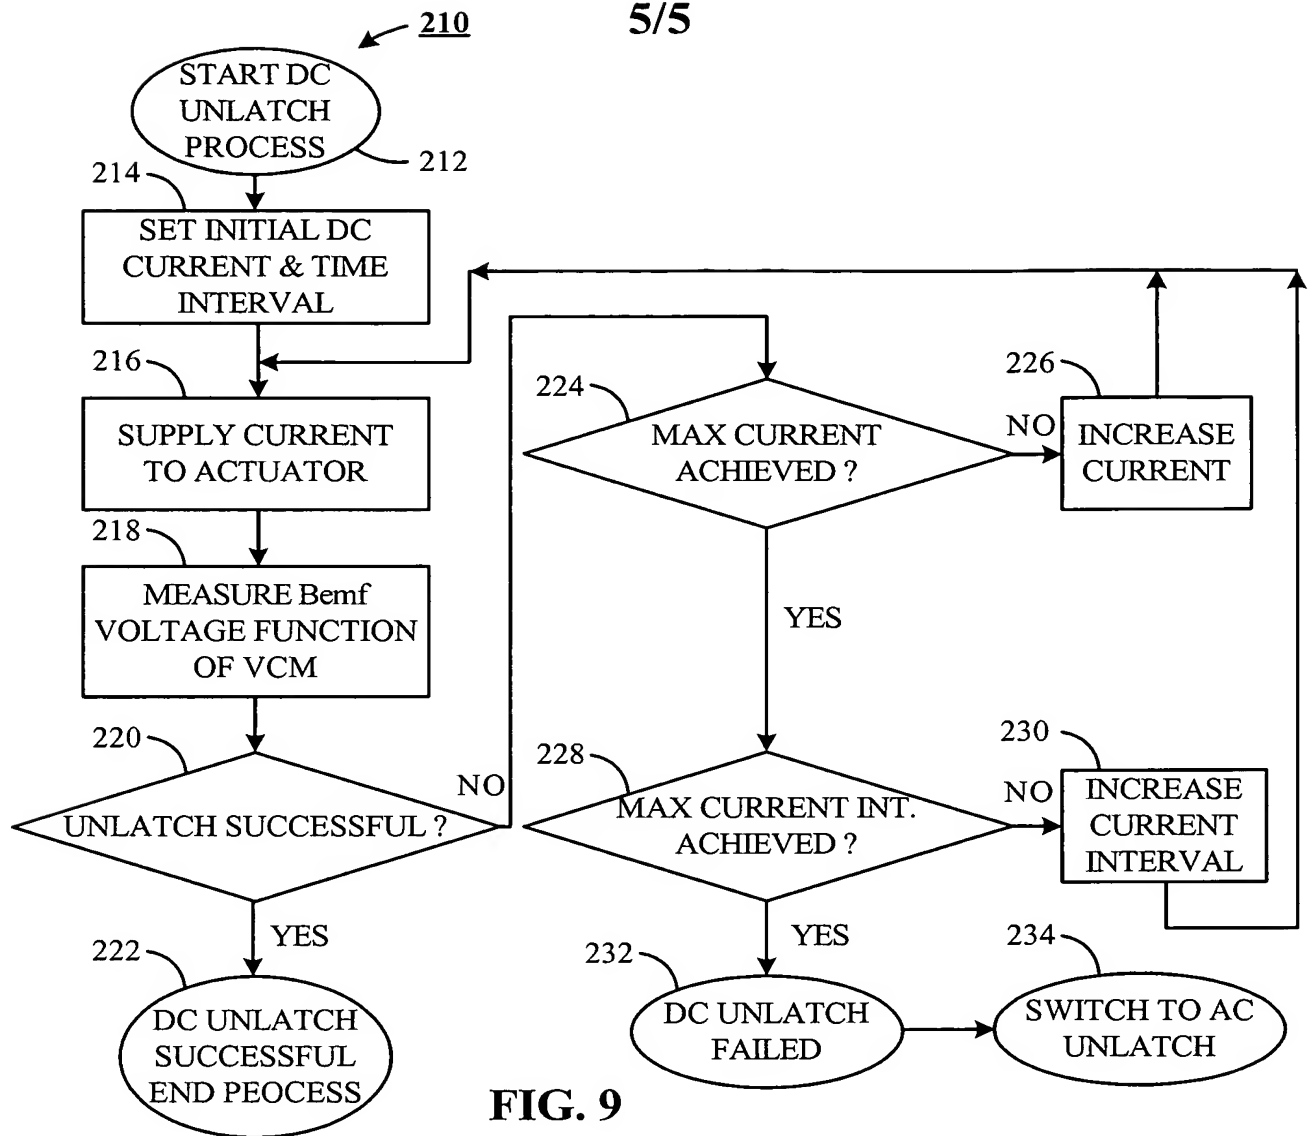 5/5
210
START DC
UNLATCH
PROCESS
212
214
SET INITIAL DC
CURRENT & TIME
INTERVAL
216
SUPPLY CURRENT
TO ACTUATOR
218
MEASURE Bemf
VOLTAGE FUNCTION
OF VCM
220
UNLATCH SUCCESSFUL ?
NO
YES
222
DC UNLATCH
SUCCESSFUL
END PEOCESS
224
MAX CURRENT
ACHIEVED ?
NO
226
INCREASE
CURRENT
YES
228
MAX CURRENT INT.
ACHIEVED ?
NO
230
INCREASE
CURRENT
INTERVAL
YES
232
DC UNLATCH
FAILED
234
SWITCH TO AC
UNLATCH
FIG. 9